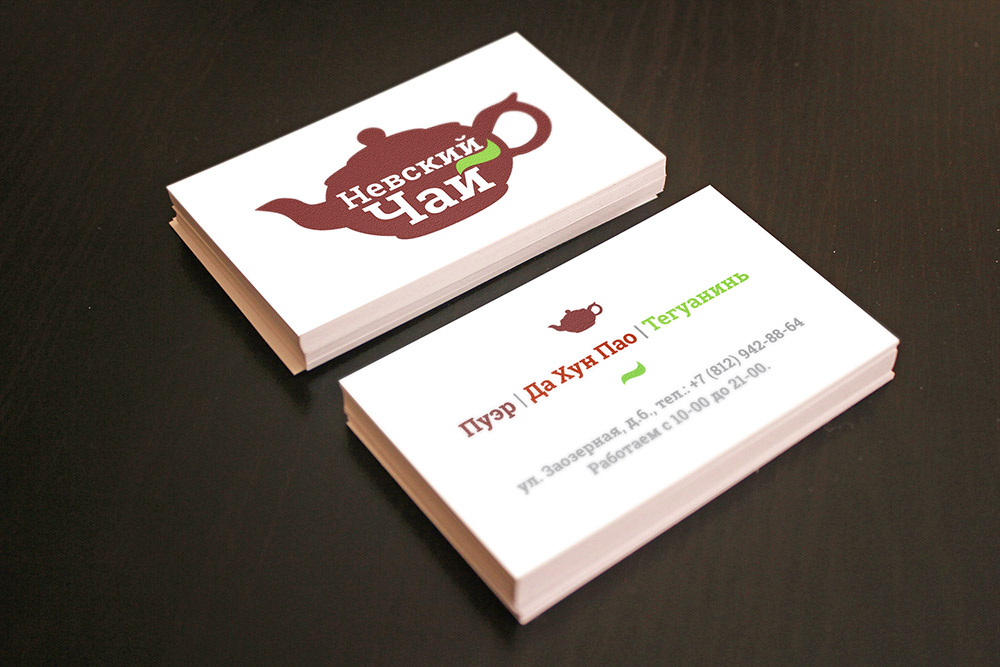 Невский
Чай
Пуэр | Да Хун Пао | Тегуанинь
ул. Заозерная, д.6., тел.: +7 (812) 942-88-64
Работаем с 10-00 до 21-00.